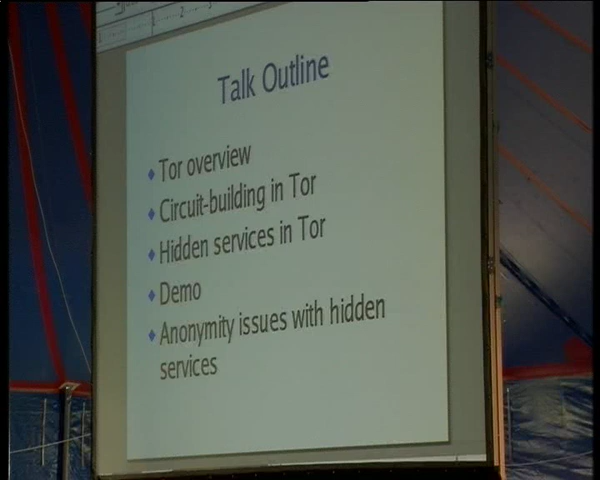 Talk Outline
Tor overview
Circuit-building in Tor
Hidden services in Tor
Demo
Anonymity issues with hidden
services